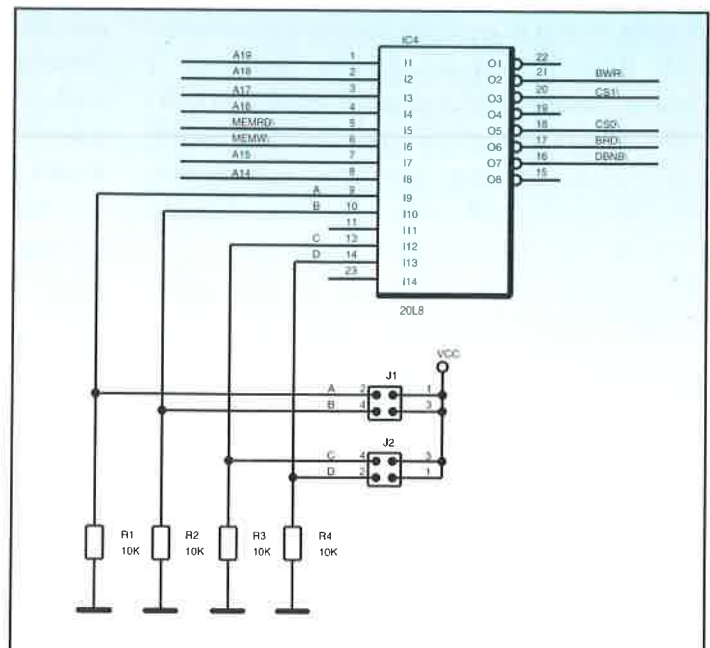 IC4
A19 1 I1 O1 22
A18 2 I2 O2 21 BWR\
A17 3 I3 O3 20 CS1\
A16 4 I4 O4 19
MEMRD\ 5 I5 O5 18 CS0\
MEMW\ 6 I6 O6 17 BRD\
A15 7 I7 O7 16 DBNB\
A14 8 I8 O8 15
A 9 I9
B 10 I10
11 I11
C 13 I12
D 14 I13
23 I14
20L8
VCC
J1
A 2 1
B 4 3
J2
C 4 3
D 2 1
R1 R2 R3 R4
10K 10K 10K 10K